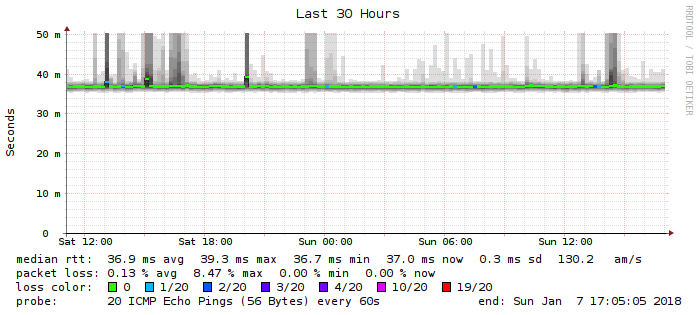 Last 30 Hours
RRDTOOL / TOBI OETIKER
Seconds
50 m
40 m
30 m
20 m
10 m
0
Sat 12:00 Sat 18:00 Sun 00:00 Sun 06:00 Sun 12:00
median rtt: 36.9 ms avg 39.3 ms max 36.7 ms min 37.0 ms now 0.3 ms sd 130.2 am/s
packet loss: 0.13 % avg 8.47 % max 0.00 % min 0.00 % now
loss color: 0 1/20 2/20 3/20 4/20 10/20 19/20
probe: 20 ICMP Echo Pings (56 Bytes) every 60s end: Sun Jan 7 17:05:05 2018